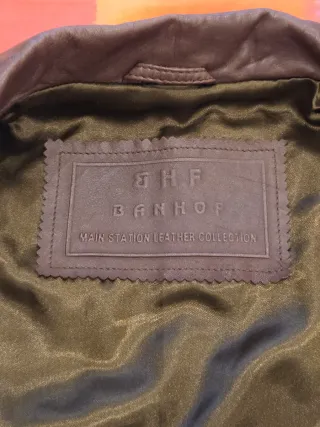 BHF
BANHOF
MAIN STATION LEATHER COLLECTION